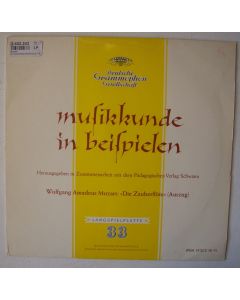 Deutsche
Grammophon
Gesellschaft
musikkunde
in beispielen
Herausgegeben in Zusammenarbeit mit dem Pädagogischen Verlag Schwann
Wolfgang Amadeus Mozart: «Die Zauberflöte» (Auszug)
LANGSPIELPLATTE
33